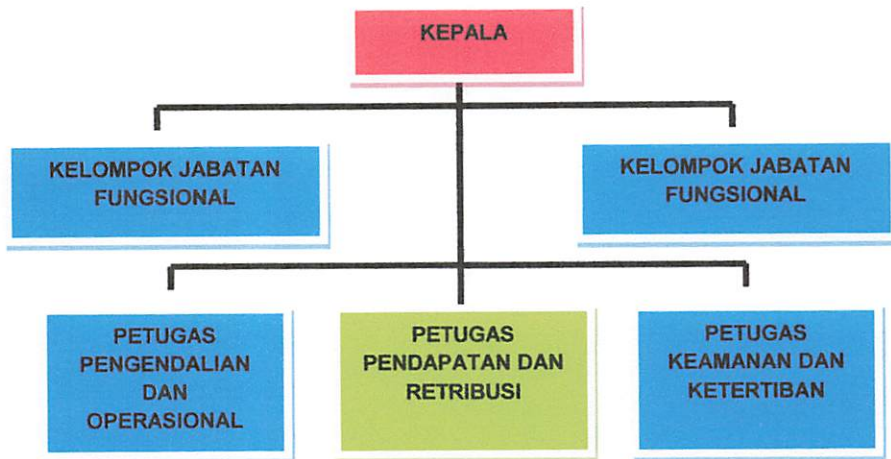 KEPALA
KELOMPOK JABATAN
FUNGSIONAL
KELOMPOK JABATAN
FUNGSIONAL
PETUGAS
PENGENDALIAN
DAN
OPERASIONAL
PETUGAS
PENDAPATAN DAN
RETRIBUSI
PETUGAS
KEAMANAN DAN
KETERTIBAN